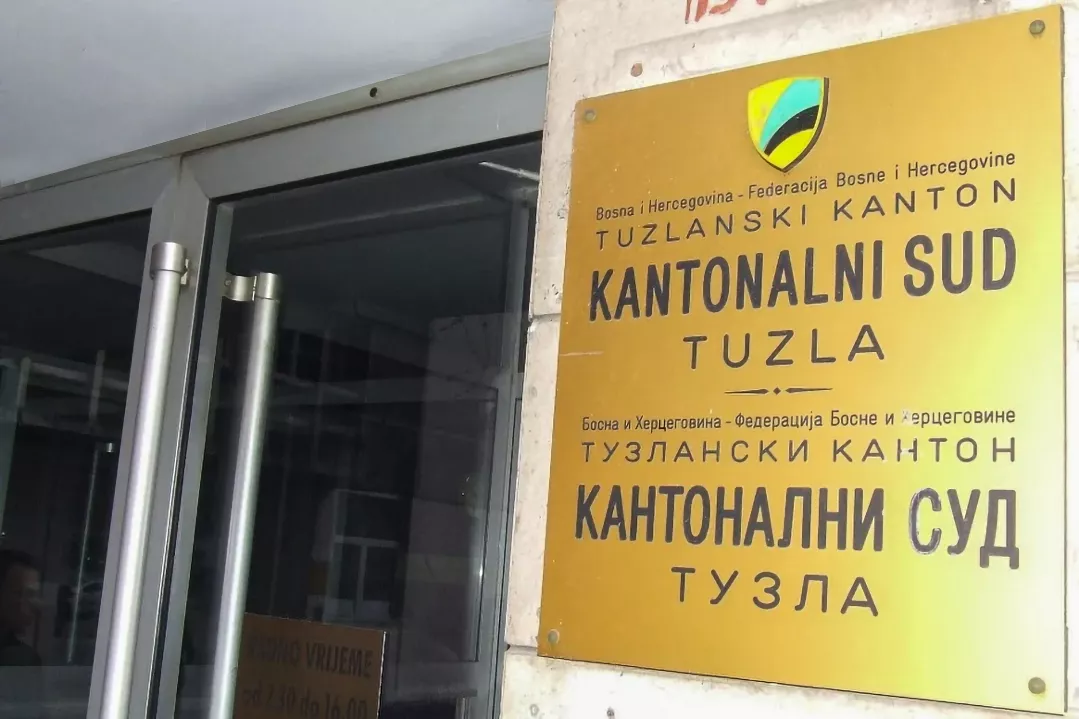 Bosna i Hercegovina - Federacija Bosne i Hercegovine
TUZLANSKI KANTON
KANTONALNI SUD
TUZLA
Босна и Херцеговина - Федерација Босне и Херцеговине
ТУЗЛАНСКИ КАНТОН
КАНТОНАЛНИ СУД
ТУЗЛА
VRIJEME